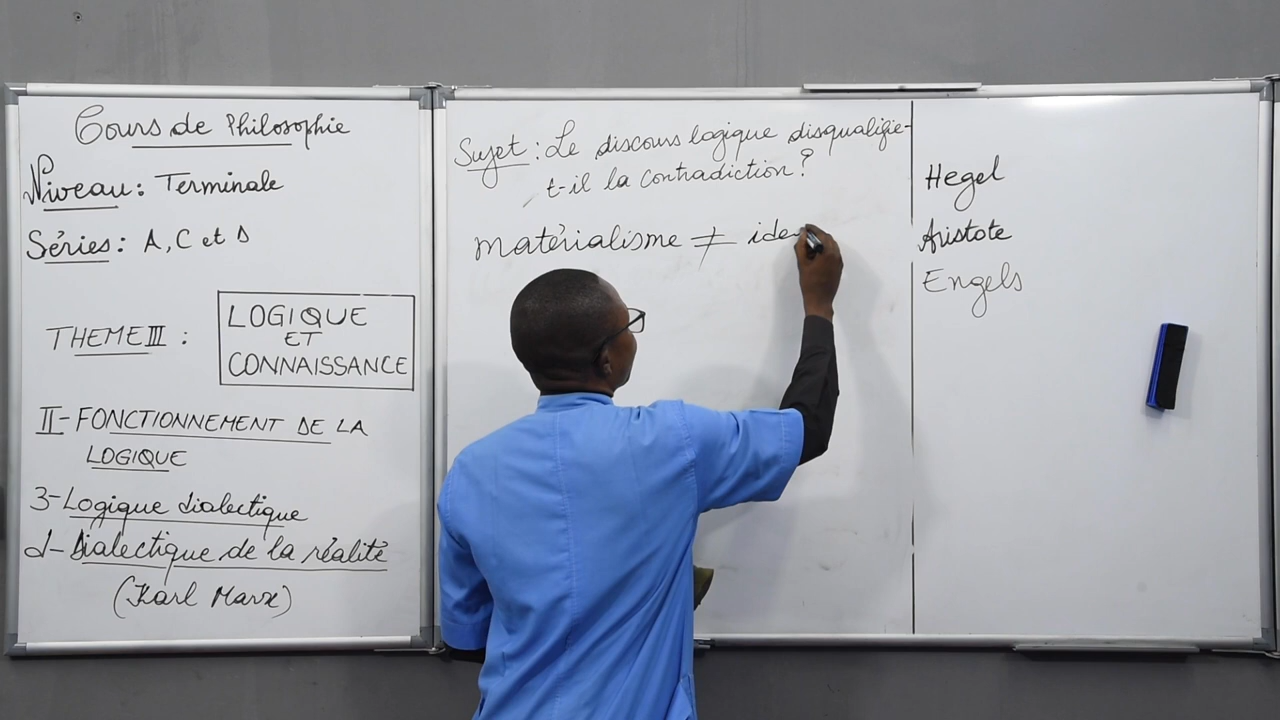 Cours de Philosophie
Niveau : Terminale
Séries : A, C et D
THEME III :
LOGIQUE
ET
CONNAISSANCE
II- FONCTIONNEMENT DE LA
LOGIQUE
3- Logique dialectique
d- Dialectique de la réalité
(Karl Marx)
Sujet : Le discours logique disqualifie-
t-il la contradiction ?
matérialisme ≠ ide
Hegel
Aristote
Engels